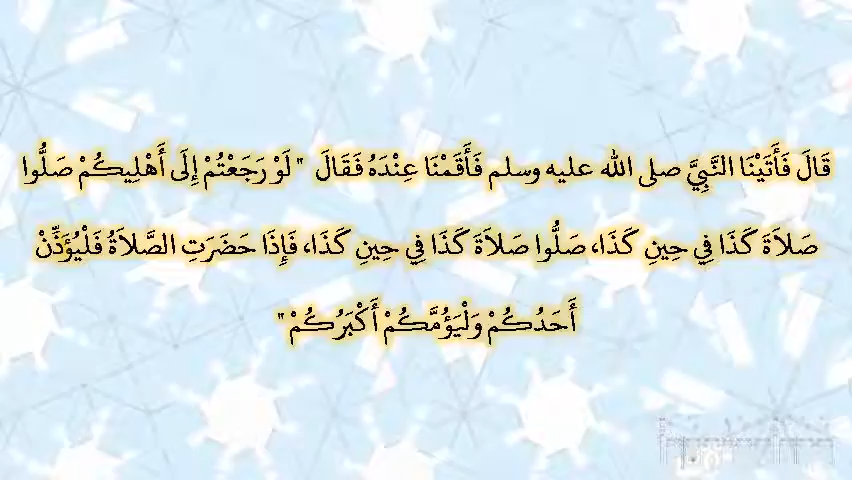 قَالَ فَأَتَيْنَا النَّبِيَّ صلى الله عليه وسلم فَأَقَمْنَا عِنْدَهُ فَقَالَ " لَوْ رَجَعْتُمْ إِلَى أَهْلِيكُمْ صَلُّوا
صَلاَةَ كَذَا فِي حِينِ كَذَا، صَلُّوا صَلاَةَ كَذَا فِي حِينِ كَذَا، فَإِذَا حَضَرَتِ الصَّلاَةُ فَلْيُؤَذِّنْ
أَحَدُكُمْ وَلْيَؤُمَّكُمْ أَكْبَرُكُمْ "